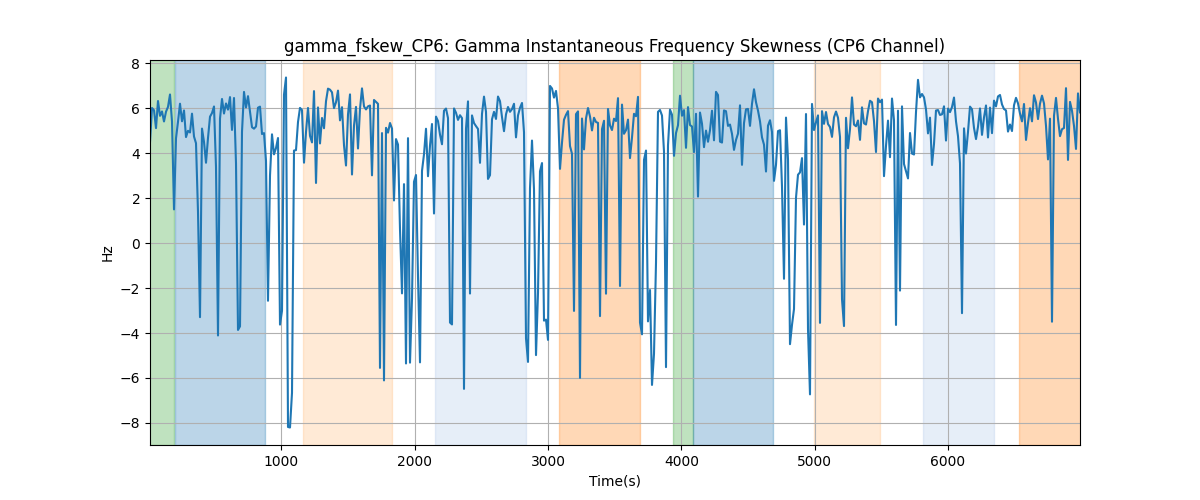 gamma_fskew_CP6: Gamma Instantaneous Frequency Skewness (CP6 Channel)
8
6
4
2
0
−2
−4
−6
−8
Hz
1000 2000 3000 4000 5000 6000
Time(s)